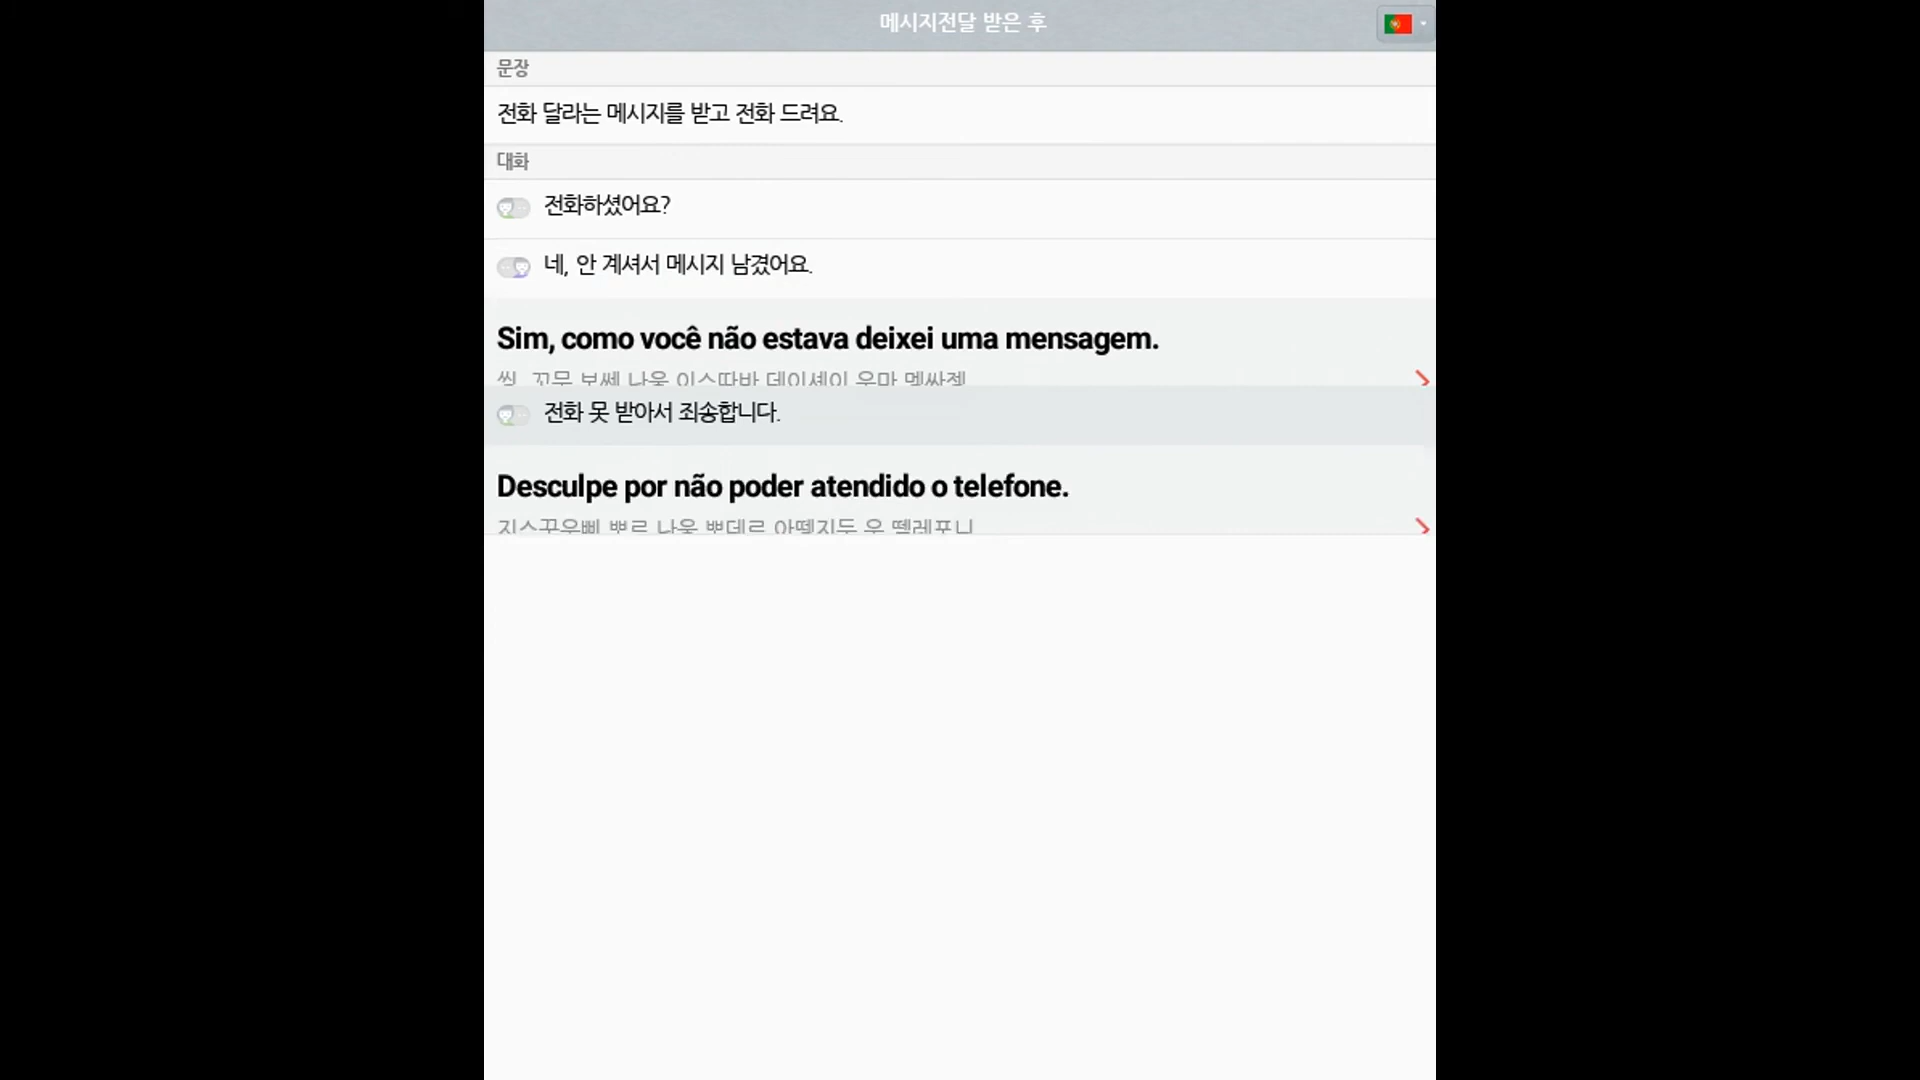 메시지전달 받은 후
문장
전화 달라는 메시지를 받고 전화 드려요.
대화
전화하셨어요?
네, 안 계셔서 메시지 남겼어요.
Sim, como você não estava deixei uma mensagem.
씽, 꼬무 보쎄 나웅 이스따바 데이셰이 우마 멩싸젱
전화 못 받아서 죄송합니다.
Desculpe por não poder atendido o telefone.
지스꾸우삐 뽀르 나웅 뽀데르 아뗑지두 우 뗄레포니